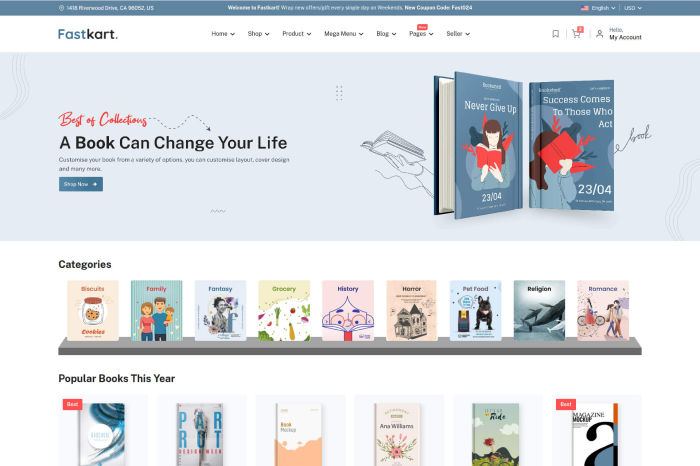 1418 Riverwood Drive, CA 96052, US
Welcome to Fastkart! Wrap new offers/gift every single day on Weekends. New Coupon Code: Fast024
English
USD
Fastkart.
Home
Shop
Product
Mega Menu
Blog
Pages
New
Seller
Hello,
My Account
Best of Collections
A Book Can Change Your Life
Customise your book from a variety of options, you can customise layout, cover design
and many more.
Shop Now
Never Give Up
23/04
Success Comes
To Those Who
Act
23/04
book
Categories
Biscuits
Cookies
Family
Fantasy
Grocery
History
Harror
Pet Food
Religion
Romance
Popular Books This Year
Best
Book
Mockup
Ana Williams
Ride
Best
MAGAZINE
MOCKUP
a